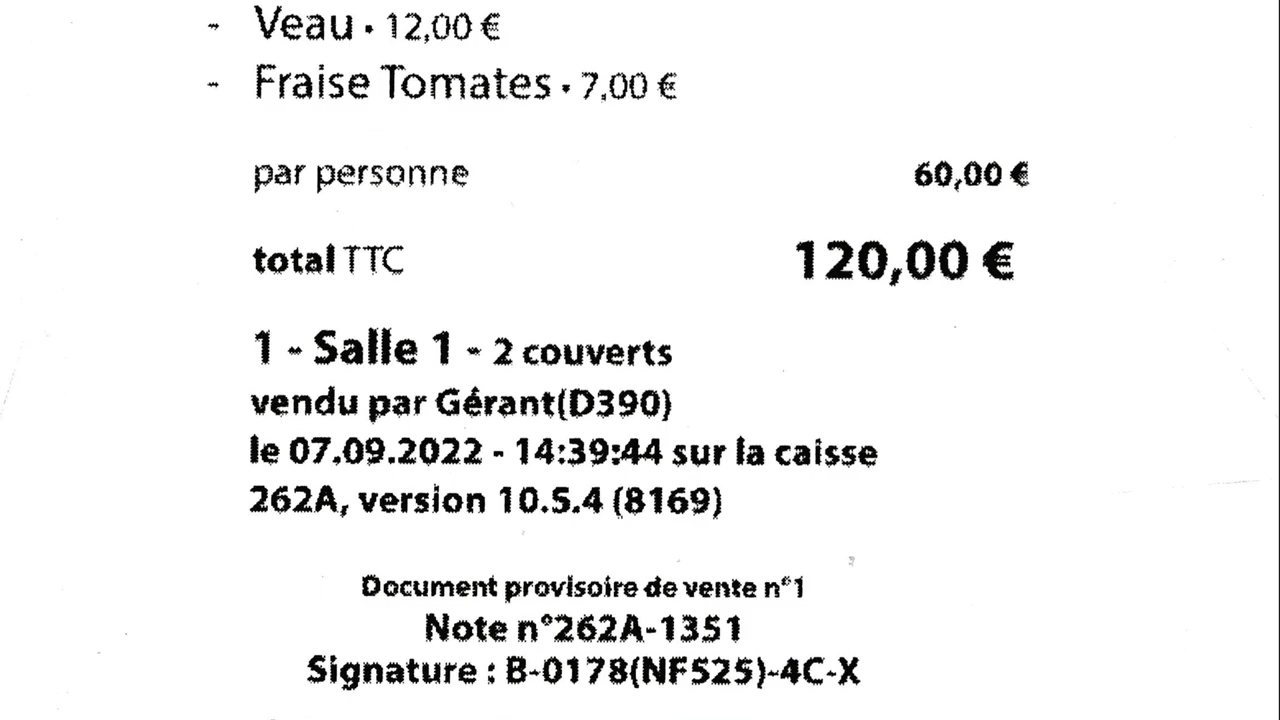 - Veau • 12,00 €
- Fraise Tomates • 7,00 €
par personne 60,00 €
total TTC 120,00 €
1 - Salle 1 - 2 couverts
vendu par Gérant(D390)
le 07.09.2022 - 14:39:44 sur la caisse
262A, version 10.5.4 (8169)
Document provisoire de vente n°1
Note n°262A-1351
Signature : B-0178(NF525)-4C-X